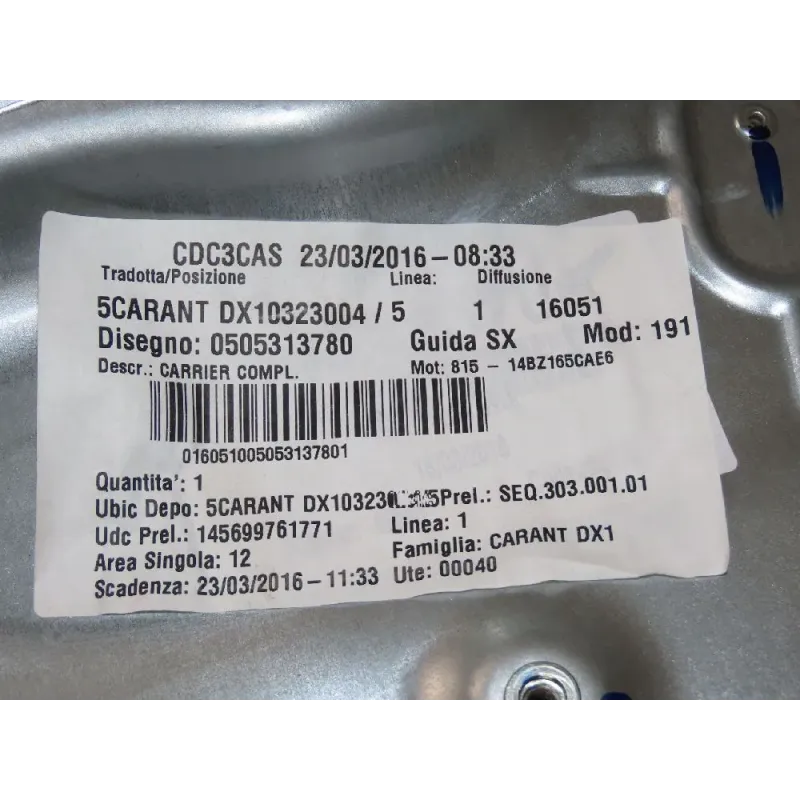 CDC3CAS 23/03/2016-08:33
Tradotta/Posizione Linea: Diffusione
5CARANT DX10323004 / 5 1 16051
Disegno: 0505313780 Guida SX Mod: 191
Descr.: CARRIER COMPL. Mot: 815 - 14BZ165CAE6
016051005053137801
Quantita': 1
Ubic Depo: 5CARANT Prel.: SEQ.303.001.01
Udc Prel.: 145699761771 Linea: 1
Area Singola: 12 Famiglia: CARANT DX1
Scadenza: 23/03/2016-11:33 Ute: 00040